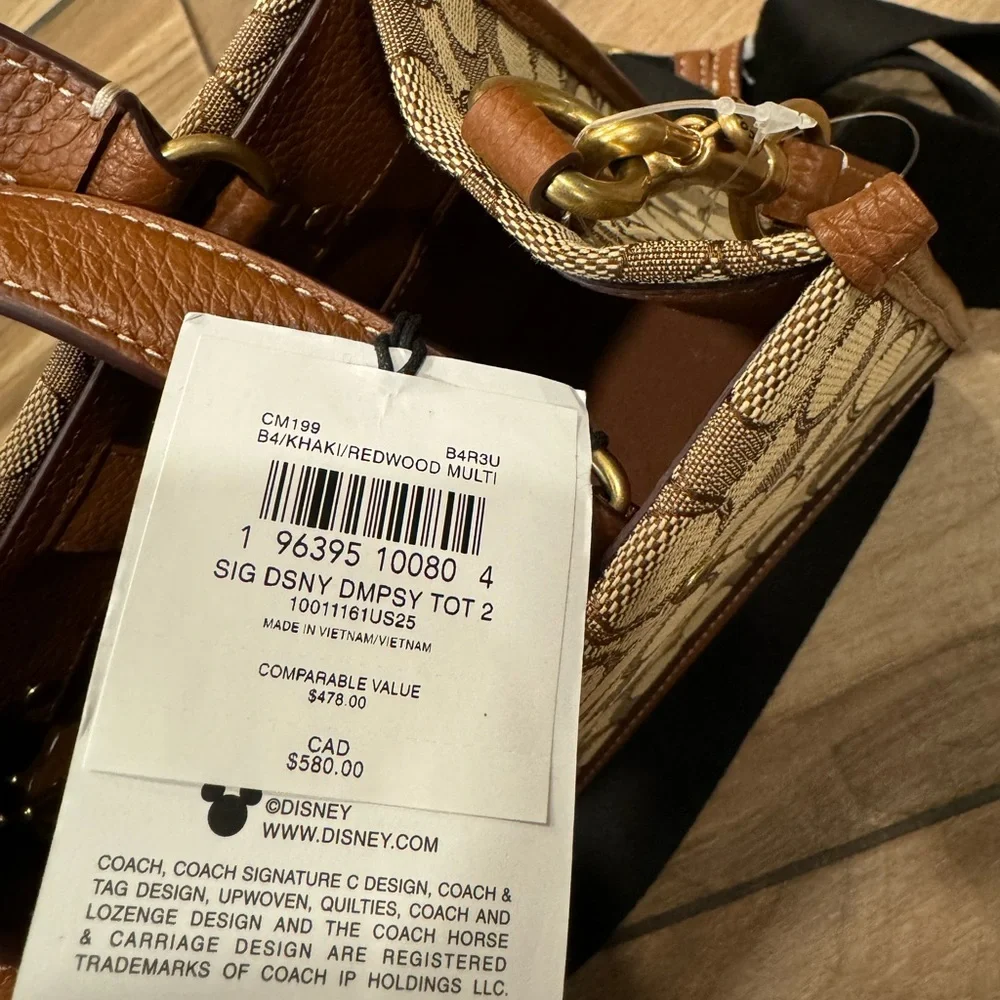 CM199 B4R3U
B4/KHAKI/REDWOOD MULTI
1 96395 10080 4
SIG DSNY DMPSY TOT 2
10011161US25
MADE IN VIETNAM/VIETNAM
COMPARABLE VALUE
$478.00
CAD
$580.00
©DISNEY
WWW.DISNEY.COM
COACH, COACH SIGNATURE C DESIGN, COACH &
TAG DESIGN, UPWOVEN, QUILTIES, COACH AND
LOZENGE DESIGN AND THE COACH HORSE
& CARRIAGE DESIGN ARE REGISTERED
TRADEMARKS OF COACH IP HOLDINGS LLC.